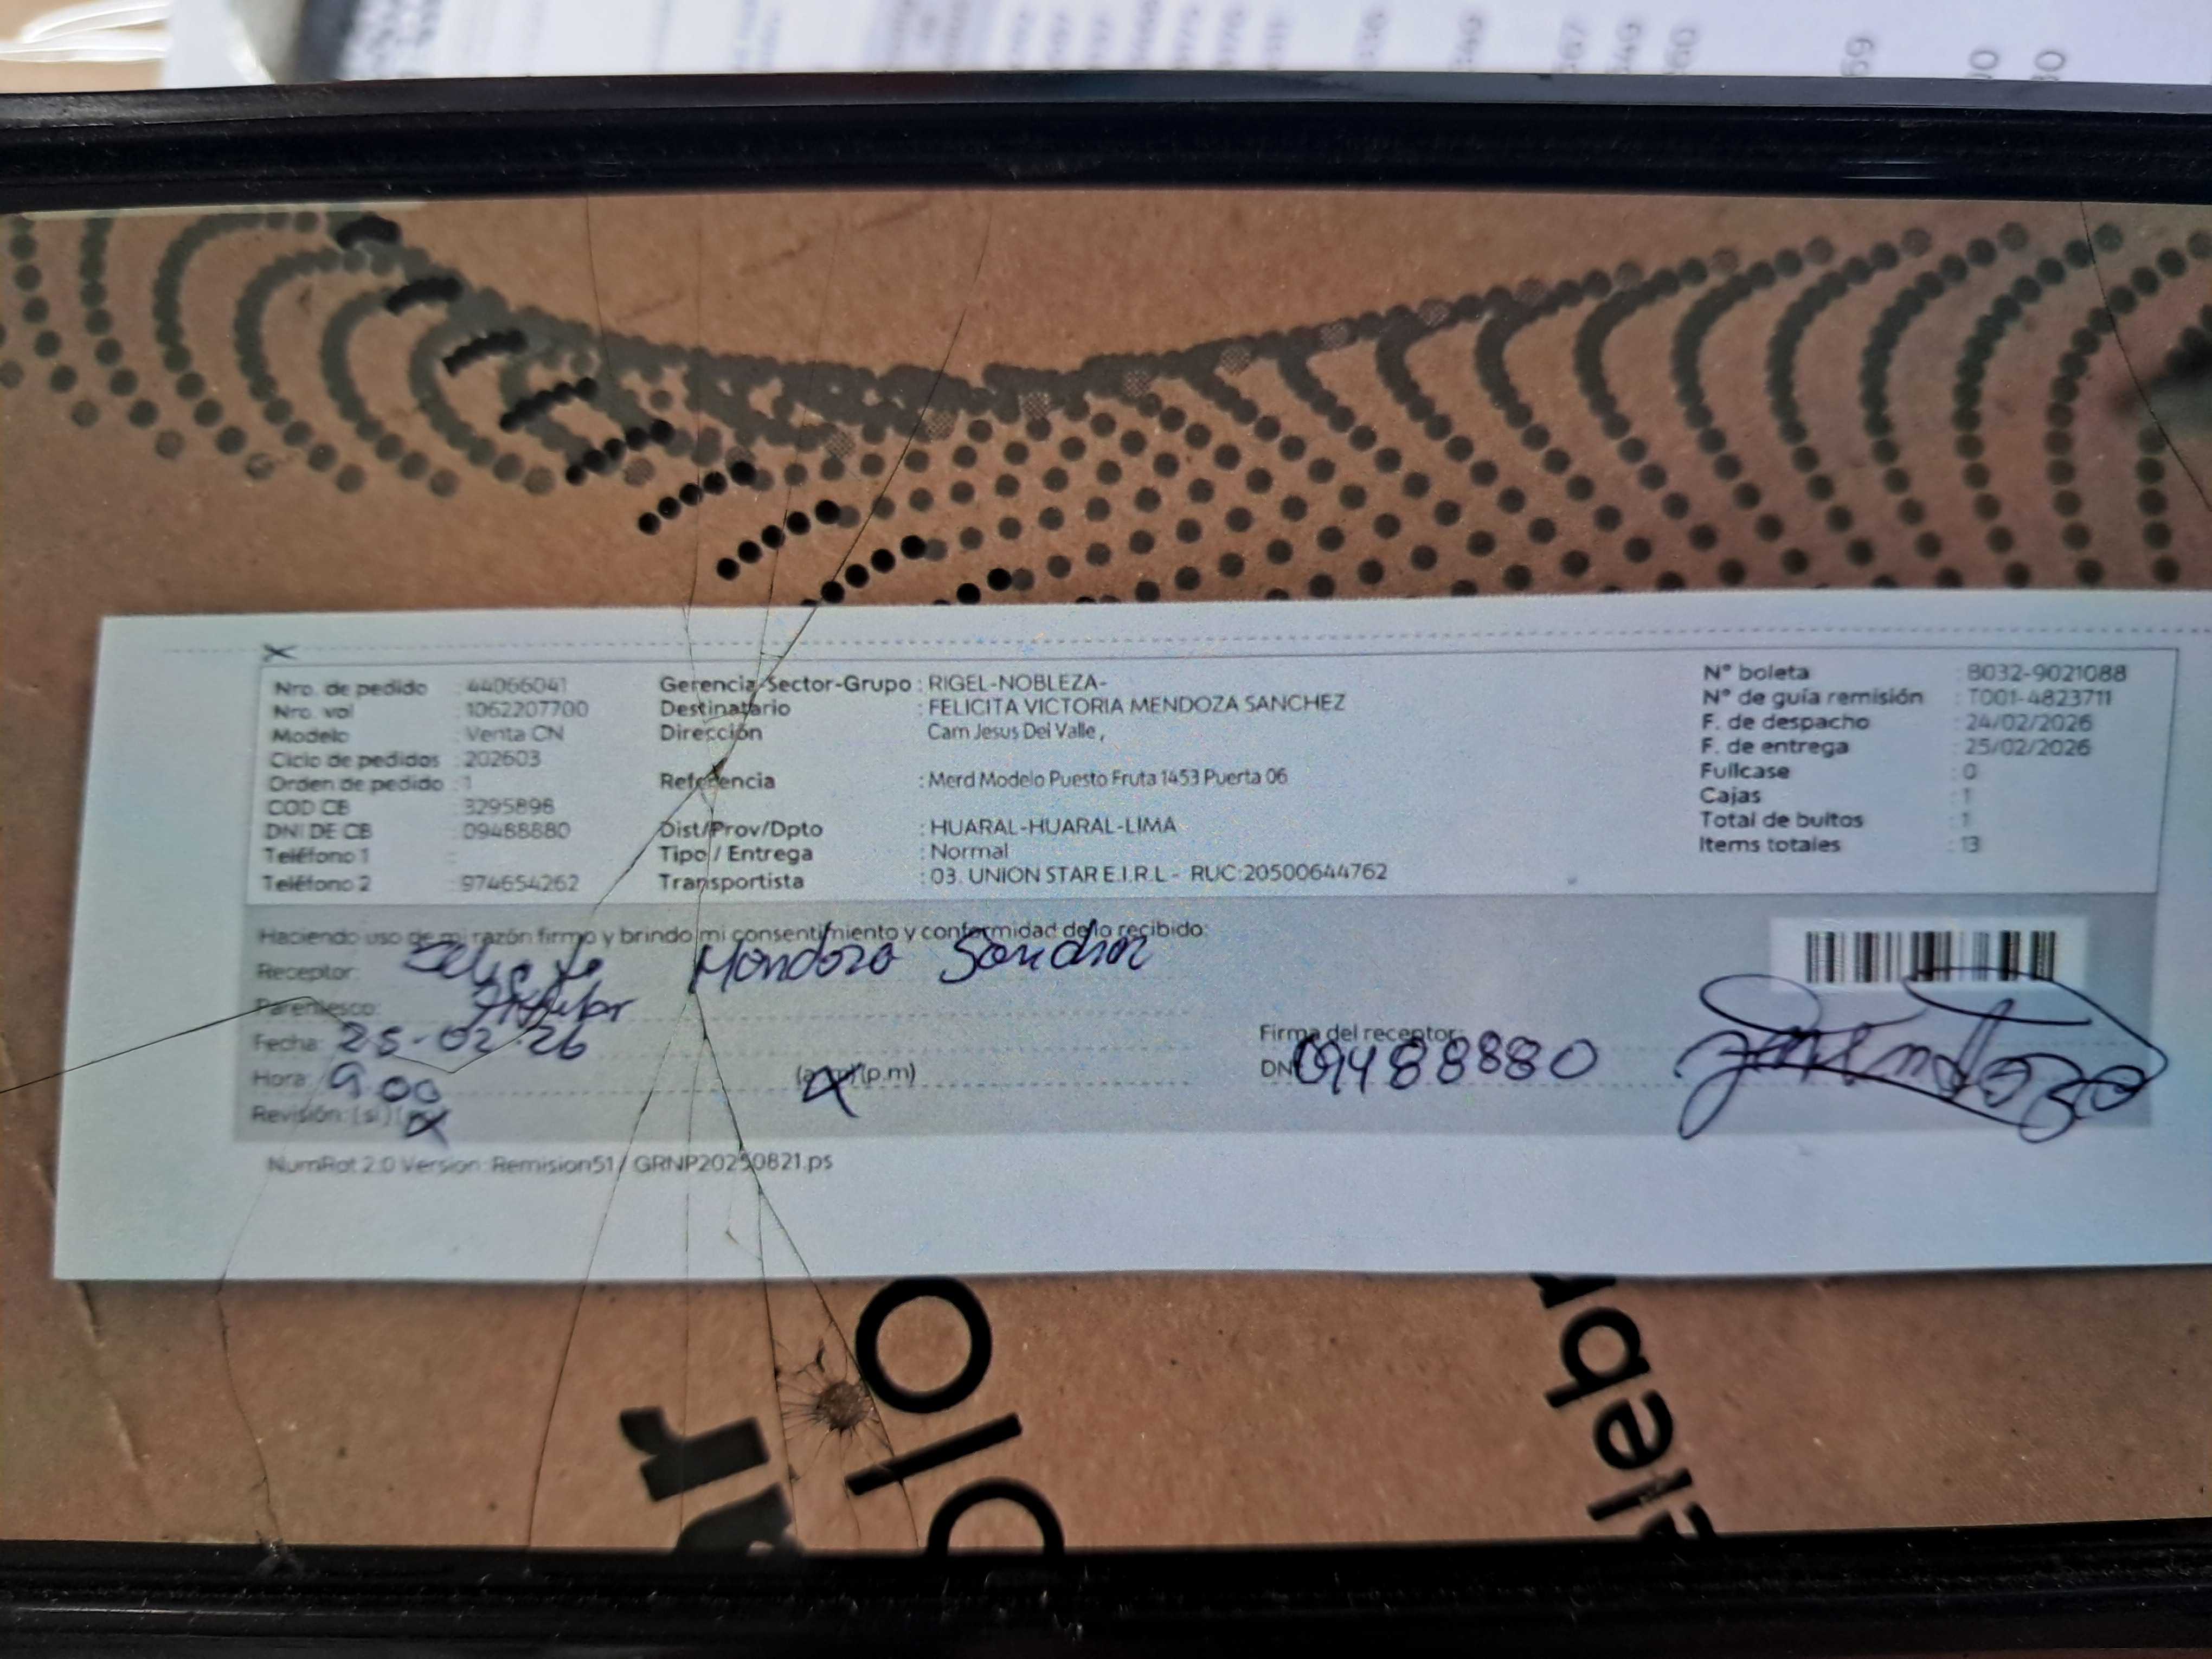 Nro. de pedido : 44066041
Nro. vol : 1062207700
Modelo : Venta CN
Ciclo de pedidos : 202603
Orden de pedido : 1
COD CB : 3295896
DNI DE CB : 09488880
Teléfono 1 :
Teléfono 2 : 974654262
Gerencia-Sector-Grupo : RIGEL-NOBLEZA-
Destinatario : FELICITA VICTORIA MENDOZA SANCHEZ
Dirección Cam Jesus Del Valle ,
Referencia : Merd Modelo Puesto Fruta 1453 Puerta 06
Dist/Prov/Dpto : HUARAL-HUARAL-LIMA
Tipo / Entrega : Normal
Transportista : 03. UNION STAR E.I.R.L - RUC:20500644762
N° boleta : B032-9021088
N° de guía remisión : T001-4823711
F. de despacho : 24/02/2026
F. de entrega : 25/02/2026
Fullcase : 0
Cajas : 1
Total de bultos : 1
Items totales : 13
Haciendo uso de mi razón firmo y brindo mi consentimiento y conformidad de lo recibido:
Receptor: Mendoza
Parentesco:
Fecha: 25-02-26
Hora: 9 00 (a.m)(p.m)
Revisión: (si)
Firma del receptor:
DNI 09488880
NumRot 2.0 Version: Remision51 / GRNP20250821.ps